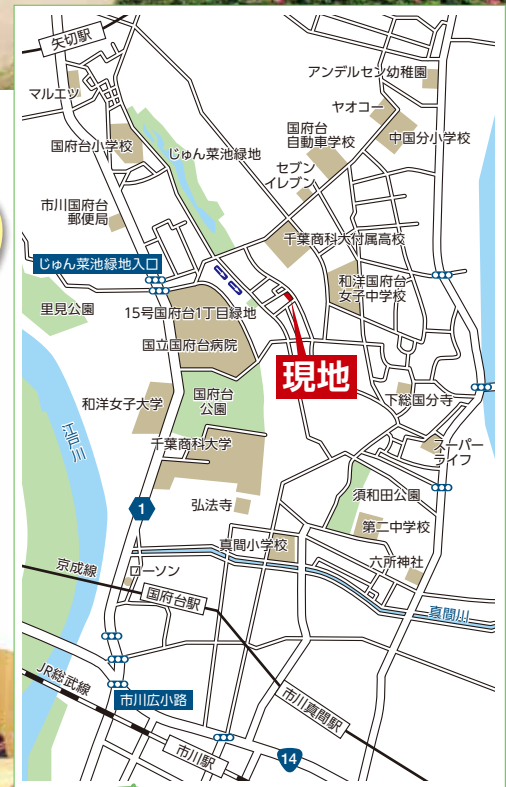 矢切駅
マルエツ
アンデルセン幼稚園
ヤオコー
国府台
自動車学校
中国分小学校
国府台小学校
じゅん菜池緑地
セブン
イレブン
市川国府台
郵便局
千葉商科大付属高校
じゅん菜池緑地入口
和洋国府台
女子中学校
里見公園
15号国府台1丁目緑地
国立国府台病院
現地
国府台
公園
和洋女子大学
下総国分寺
江戸川
千葉商科大学
スーパー
ライフ
須和田公園
1
弘法寺
第二中学校
真間小学校
六所神社
京成線
ローソン
国府台駅
真間川
JR総武線
市川広小路
市川真間駅
市川駅
14